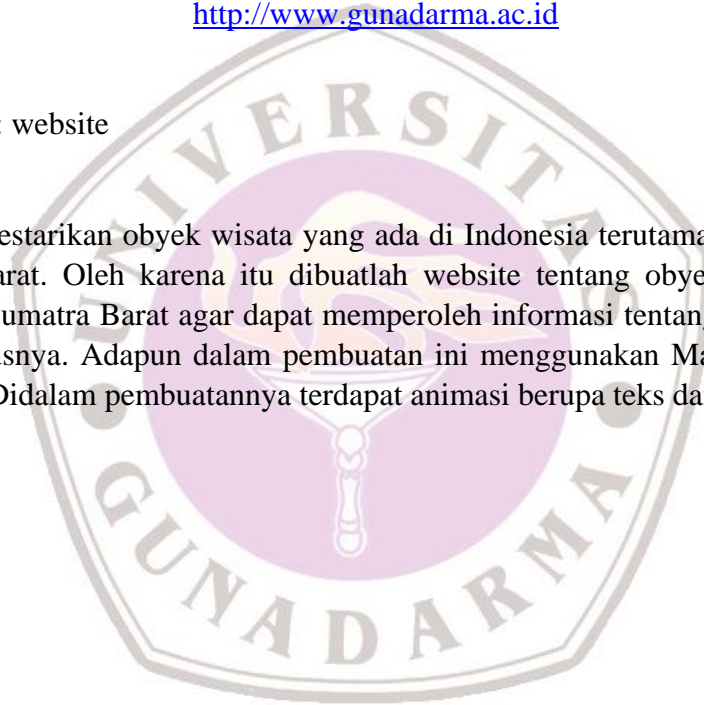 http://www.gunadarma.ac.id
: website
estarikan obyek wisata yang ada di Indonesia terutama
arat. Oleh karena itu dibuatlah website tentang obye
umatra Barat agar dapat memperoleh informasi tentang
usnya. Adapun dalam pembuatan ini menggunakan Ma
Didalam pembuatannya terdapat animasi berupa teks da
UNIVERSITAS
GUNADARMA